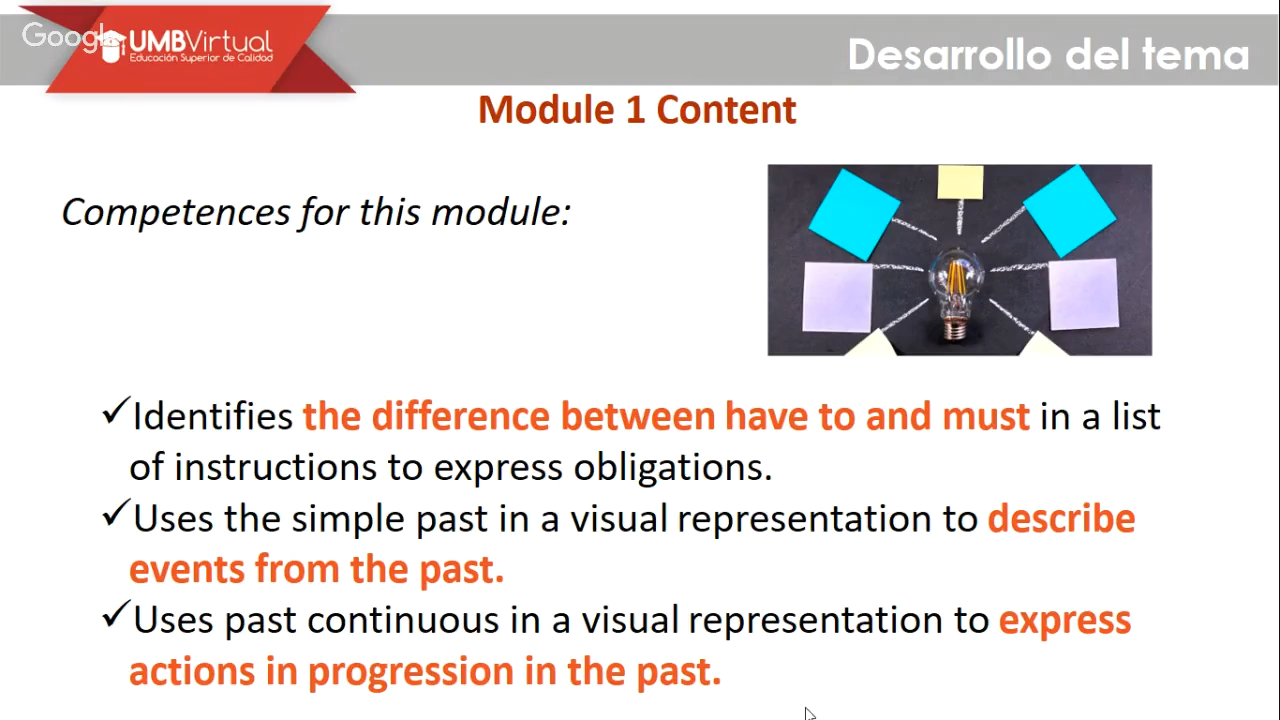 Google
UMBVirtual
Educación Superior de Calidad
Desarrollo del tema
Module 1 Content
Competences for this module:
✓Identifies the difference between have to and must in a list
of instructions to express obligations.
✓Uses the simple past in a visual representation to describe
events from the past.
✓Uses past continuous in a visual representation to express
actions in progression in the past.